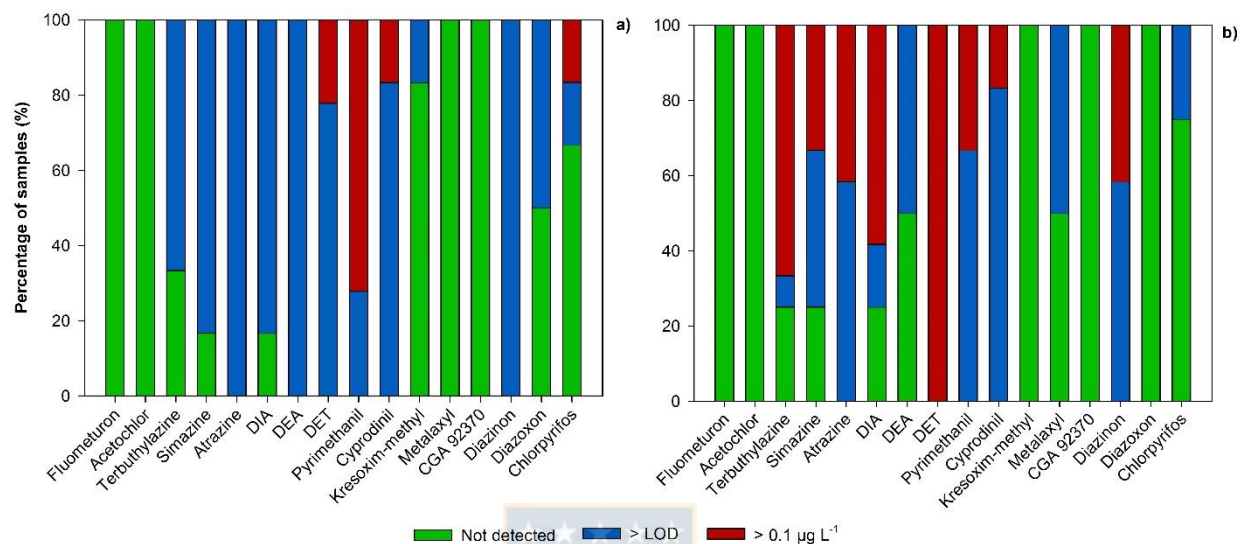 a)
Percentage of samples (%)
100
80
60
40
20
0
Fluometuron
Acetochlor
Terbuthylazine
Simazine
Atrazine
DIA
DEA
DET
Pyrimethanil
Cyprodinil
Kresoxim-methyl
Metalaxyl
CGA 92370
Diazinon
Diazoxon
Chlorpyrifos
b)
100
80
60
40
20
0
Fluometuron
Acetochlor
Terbuthylazine
Simazine
Atrazine
DIA
DEA
DET
Pyrimethanil
Cyprodinil
Kresoxim-methyl
Metalaxyl
CGA 92370
Diazinon
Diazoxon
Chlorpyrifos
Not detected > LOD > 0.1 µg L⁻¹